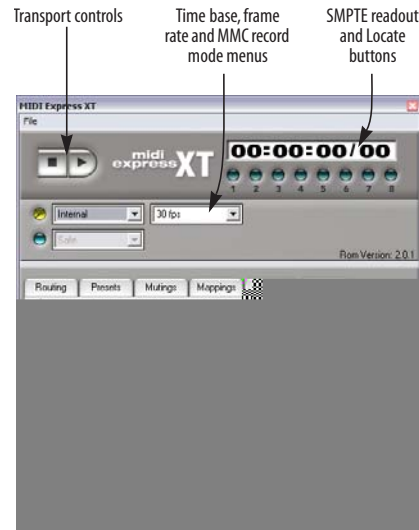 Transport controls
Time base, frame
rate and MMC record
mode menus
SMPTE readout
and Locate
buttons
MIDI Express XT
File
midi
express XT
00:00:00/00
1 2 3 4 5 6 7 8
Internal
30 fps
Safe
Rom Version: 2.0.1
Routing Presets Mutings Mappings